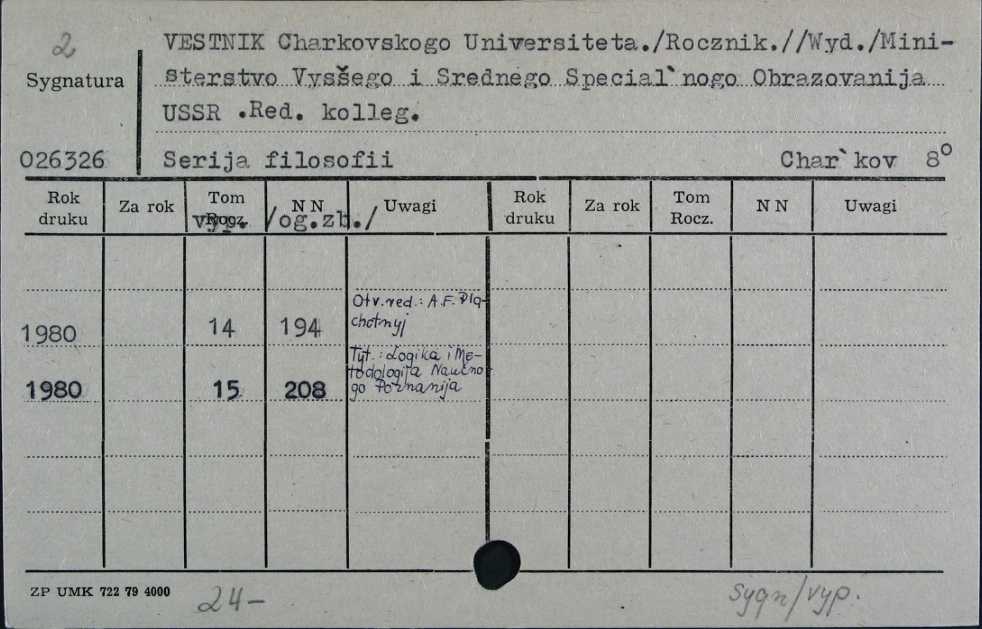 2
VESTNIK Charkovskogo Universiteta./Rocznik.//Wyd./Mini-
Sygnatura
sterstvo Vysšego i Srednego Special`nogo Obrazovanija
USSR .Red. kolleg.
026326 Serija filosofii Char`kov 8°
Rok druku Za rok Tom Rocz. N N Uwagi Rok druku Za rok Tom Rocz. N N Uwagi
vyp. /og.zb./
1980 14 194 Otv.red.: A.F. Pla-
chotnyj
1980 15 208 Tyt.: Logika i Me-
todologija Naučno-
go Poznanija
ZP UMK 722 79 4000
24-
sygn/vyp.